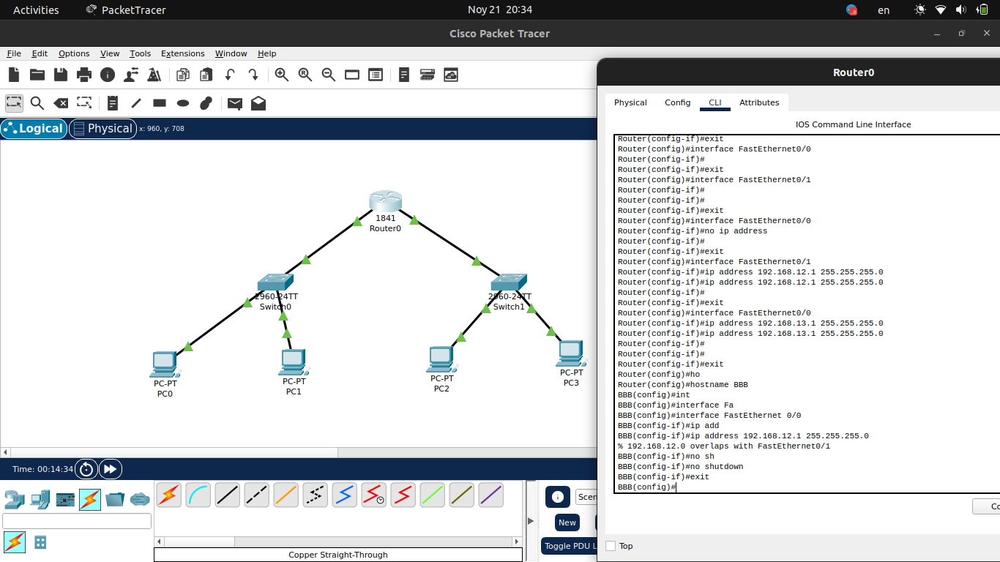 Activities
PacketTracer
Noy 21 20:34
en
Cisco Packet Tracer
File Edit Options View Tools Extensions Window Help
Logical
Physical
x: 960, y: 708
1841
Router0
2960-24TT
Switch0
2960-24TT
Switch1
PC-PT
PC0
PC-PT
PC1
PC-PT
PC2
PC-PT
PC3
Time: 00:14:34
Copper Straight-Through
Scen
New
Toggle PDU L
Router0
Physical Config CLI Attributes
IOS Command Line Interface
Router(config-if)#exit
Router(config)#interface FastEthernet0/0
Router(config-if)#
Router(config-if)#exit
Router(config)#interface FastEthernet0/1
Router(config-if)#
Router(config-if)#
Router(config-if)#exit
Router(config)#interface FastEthernet0/0
Router(config-if)#no ip address
Router(config-if)#
Router(config-if)#exit
Router(config)#interface FastEthernet0/1
Router(config-if)#ip address 192.168.12.1 255.255.255.0
Router(config-if)#ip address 192.168.12.1 255.255.255.0
Router(config-if)#
Router(config-if)#exit
Router(config)#interface FastEthernet0/0
Router(config-if)#ip address 192.168.13.1 255.255.255.0
Router(config-if)#ip address 192.168.13.1 255.255.255.0
Router(config-if)#
Router(config-if)#
Router(config-if)#exit
Router(config)#ho
Router(config)#hostname BBB
BBB(config)#int
BBB(config)#interface Fa
BBB(config)#interface FastEthernet 0/0
BBB(config-if)#ip add
BBB(config-if)#ip address 192.168.12.1 255.255.255.0
% 192.168.12.0 overlaps with FastEthernet0/1
BBB(config-if)#no sh
BBB(config-if)#no shutdown
BBB(config-if)#exit
BBB(config)#
Co
Top